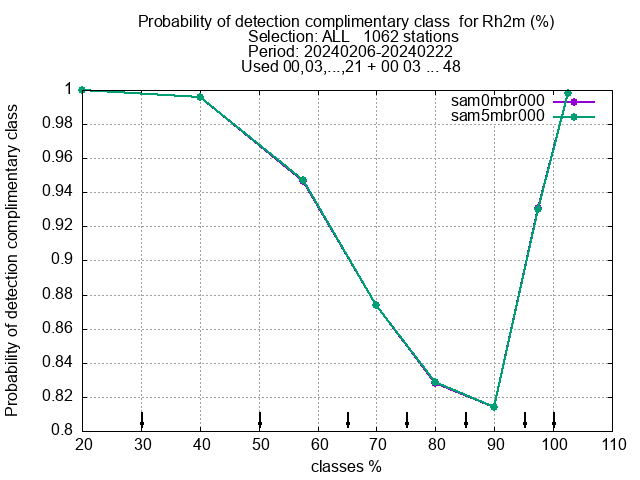 Probability of detection complimentary class  for Rh2m (%)
Selection: ALL   1062 stations
Period: 20240206-20240222
Used 00,03,...,21 + 00 03 ... 48
sam0mbr000
sam5mbr000
Probability of detection complimentary class
1
0.98
0.96
0.94
0.92
0.9
0.88
0.86
0.84
0.82
0.8
20 30 40 50 60 70 80 90 100 110
classes %